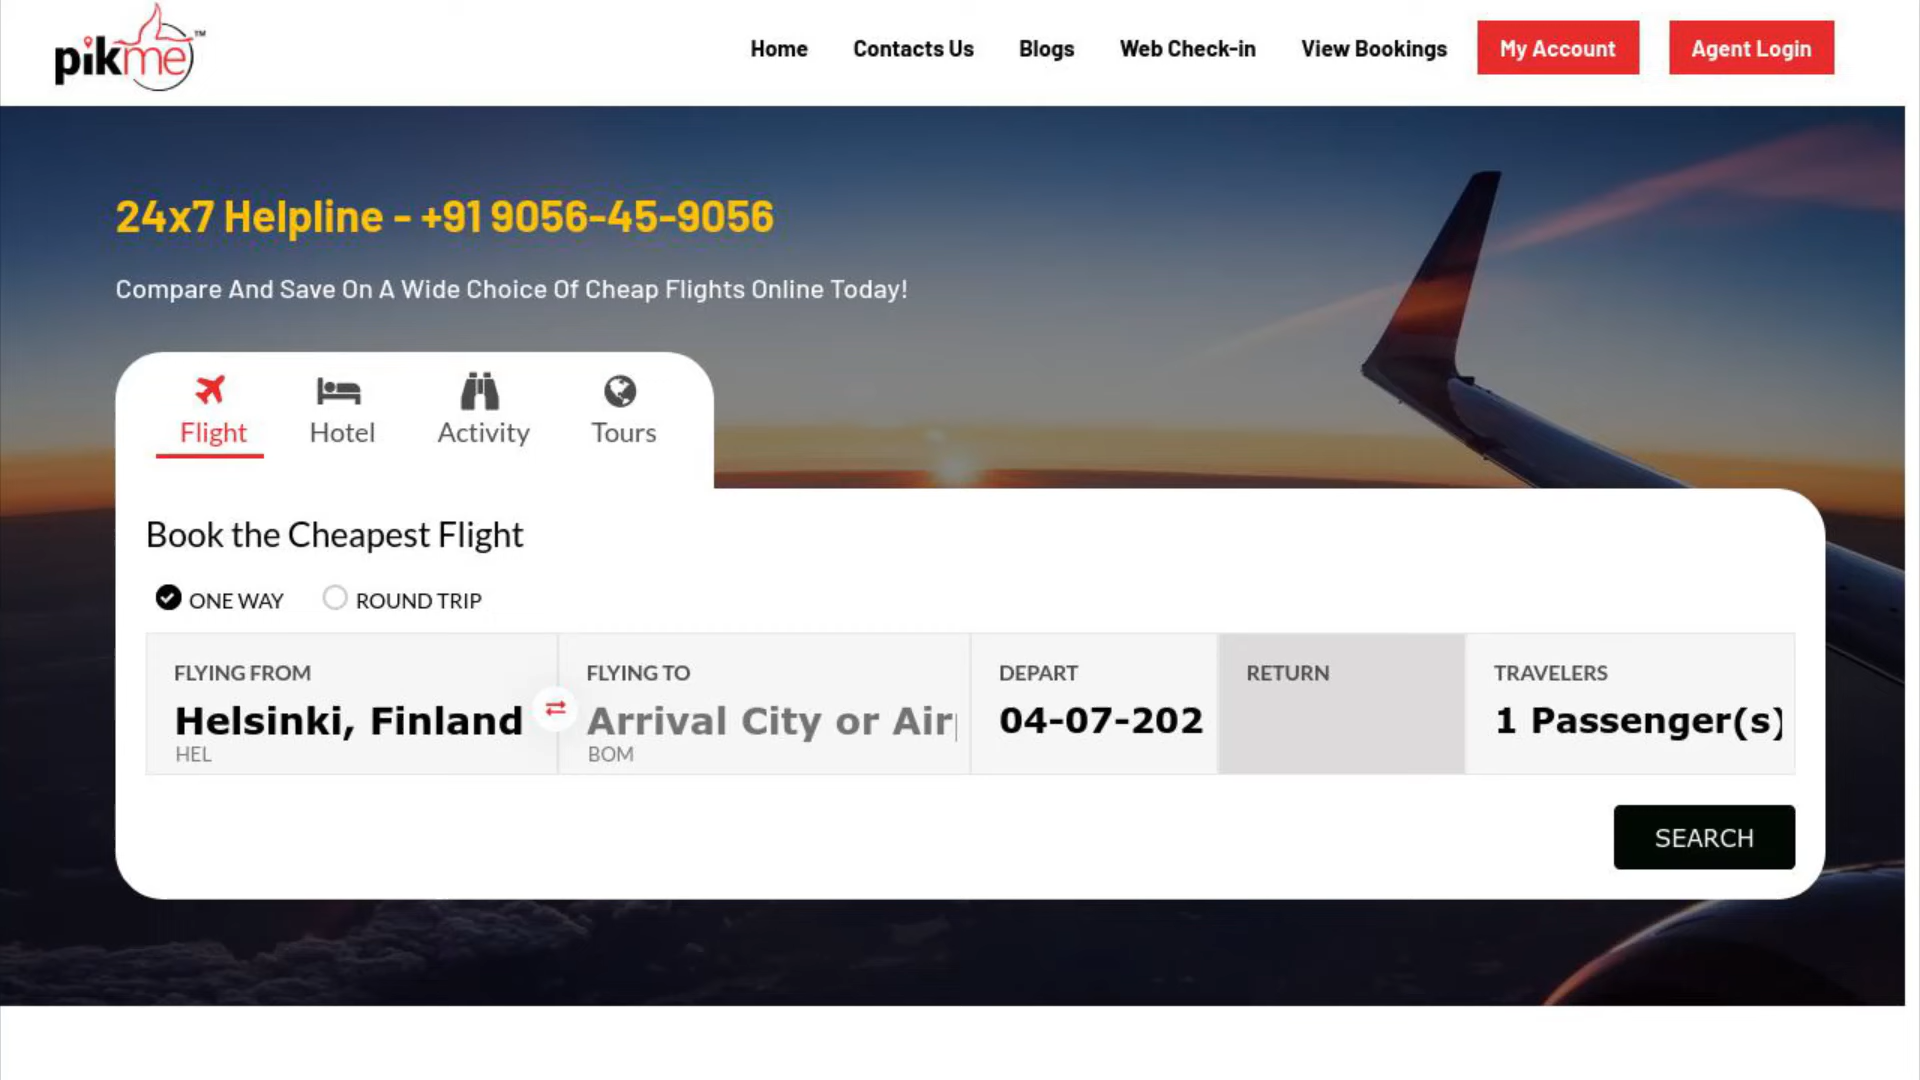 pikme™
Home Contacts Us Blogs Web Check-in View Bookings My Account Agent Login
24x7 Helpline - +91 9056-45-9056
Compare And Save On A Wide Choice Of Cheap Flights Online Today!
Flight Hotel Activity Tours
Book the Cheapest Flight
ONE WAY ROUND TRIP
FLYING FROM FLYING TO DEPART RETURN TRAVELERS
Helsinki, Finland Arrival City or Air 04-07-202 1 Passenger(s)
HEL BOM
SEARCH